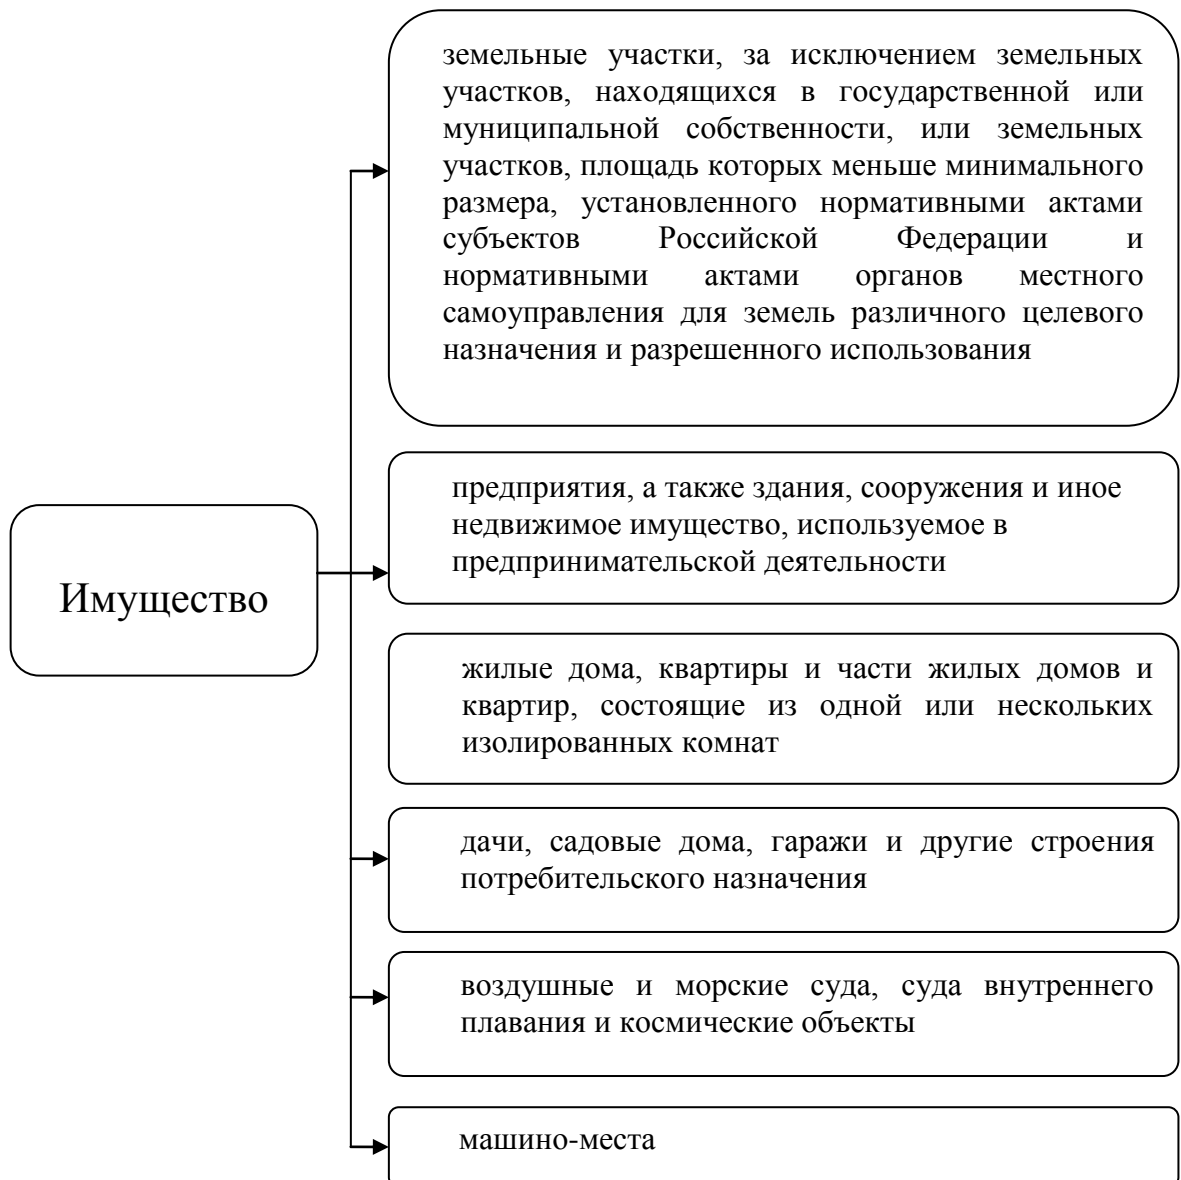 земельные участки, за исключением земельных
участков, находящихся в государственной или
муниципальной собственности, или земельных
участков, площадь которых меньше минимального
размера, установленного нормативными актами
субъектов Российской Федерации и
нормативными актами органов местного
самоуправления для земель различного целевого
назначения и разрешенного использования
предприятия, а также здания, сооружения и иное
недвижимое имущество, используемое в
предпринимательской деятельности
Имущество
жилые дома, квартиры и части жилых домов и
квартир, состоящие из одной или нескольких
изолированных комнат
дачи, садовые дома, гаражи и другие строения
потребительского назначения
воздушные и морские суда, суда внутреннего
плавания и космические объекты
машино-места